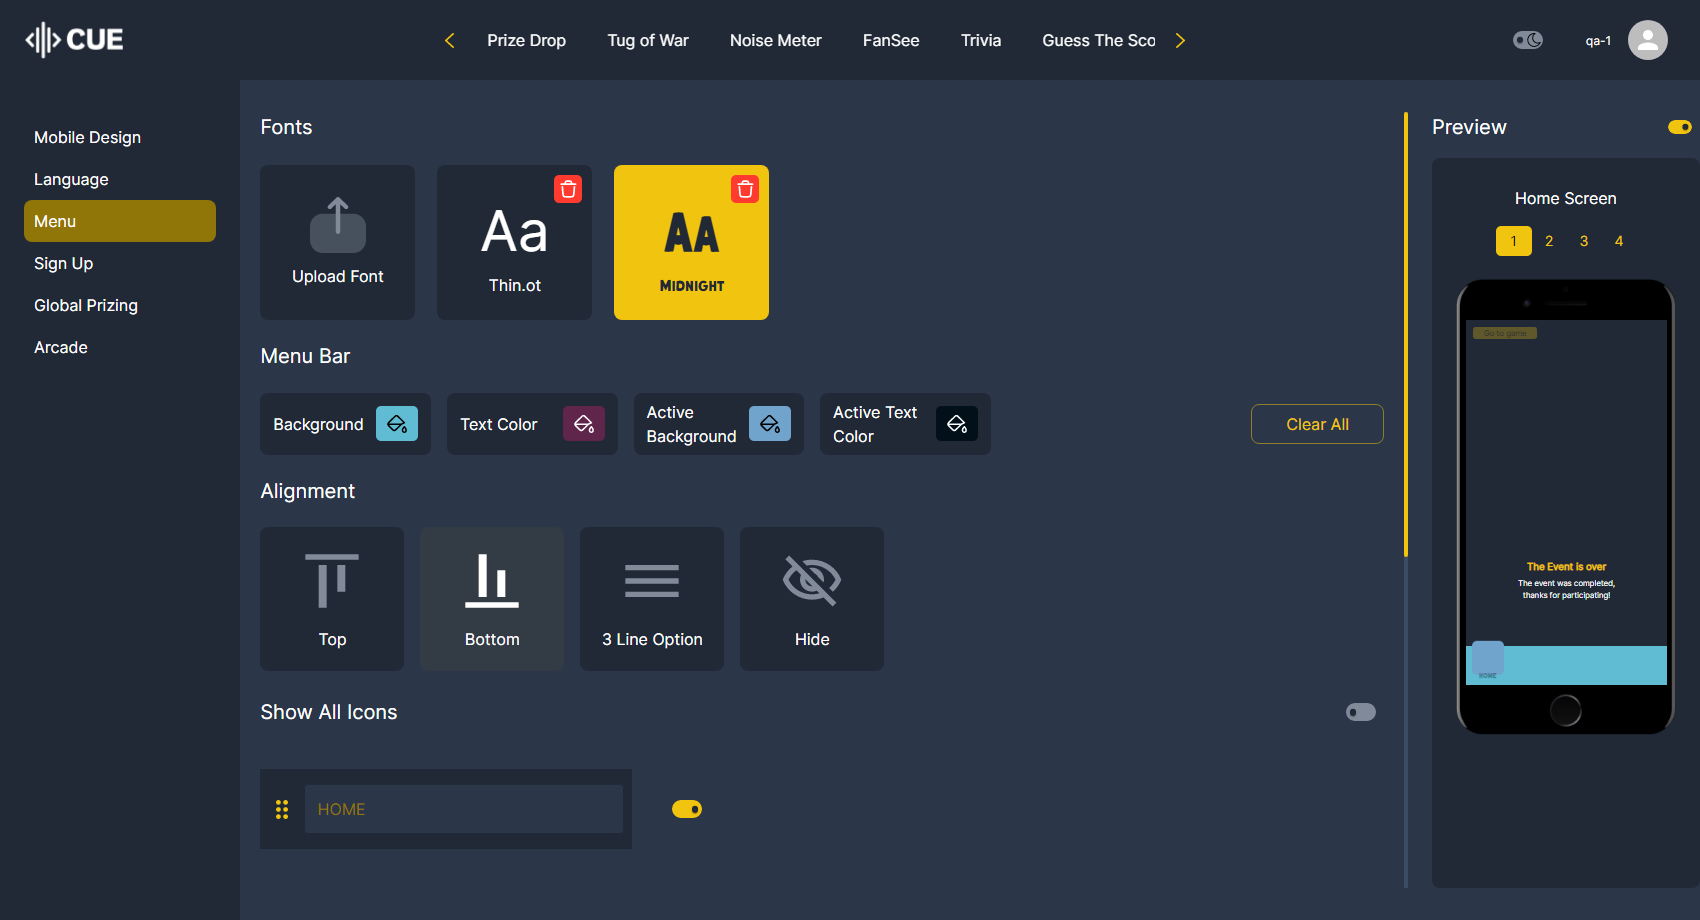 CUE
Prize Drop
Tug of War
Noise Meter
FanSee
Trivia
Guess The Sco
qa-1
Mobile Design
Language
Menu
Sign Up
Global Prizing
Arcade
Fonts
Upload Font
Aa
Thin.ot
AA
MIDNIGHT
Menu Bar
Background
Text Color
Active
Background
Active Text
Color
Clear All
Alignment
Top
Bottom
3 Line Option
Hide
Show All Icons
HOME
Preview
Home Screen
1 2 3 4
Go to game
The Event is over
The event was completed,
thanks for participating!
HOME